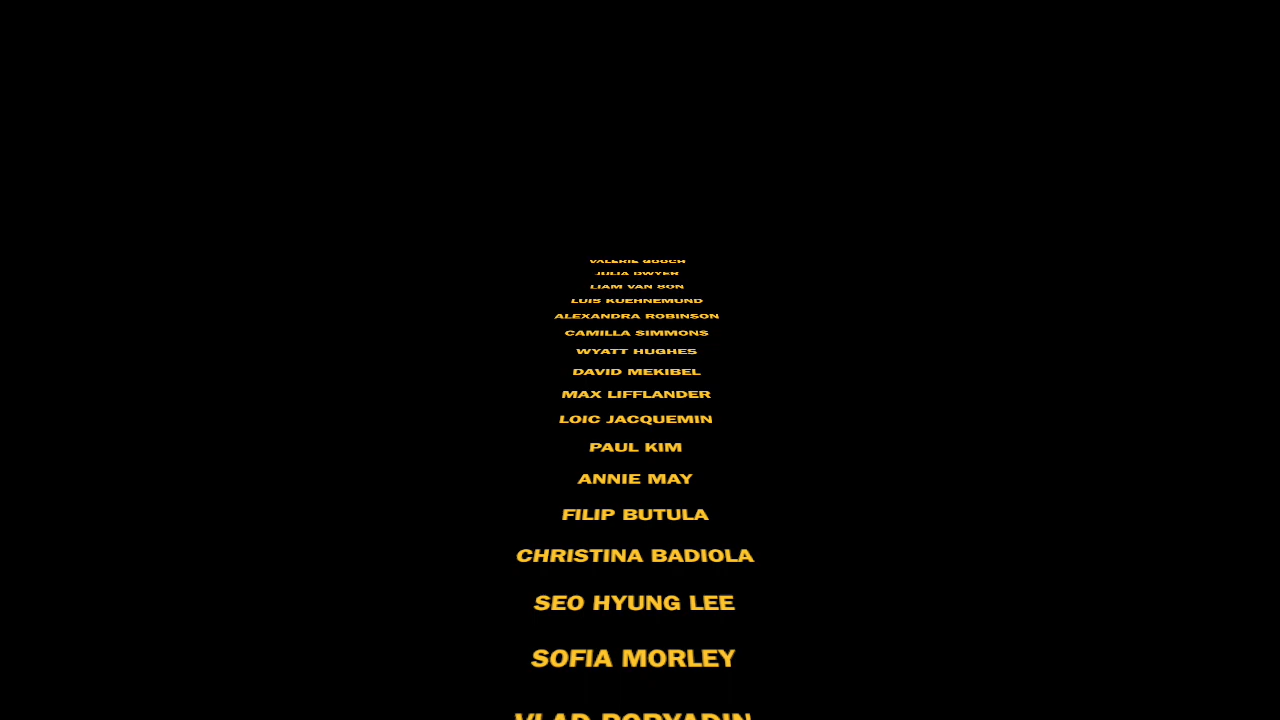 VALERIE GOOCH
JULIA DWYER
LIAM VAN SON
LUIS KUEHNEMUND
ALEXANDRA ROBINSON
CAMILLA SIMMONS
WYATT HUGHES
DAVID MEKIBEL
MAX LIFFLANDER
LOIC JACQUEMIN
PAUL KIM
ANNIE MAY
FILIP BUTULA
CHRISTINA BADIOLA
SEO HYUNG LEE
SOFIA MORLEY
VLAD